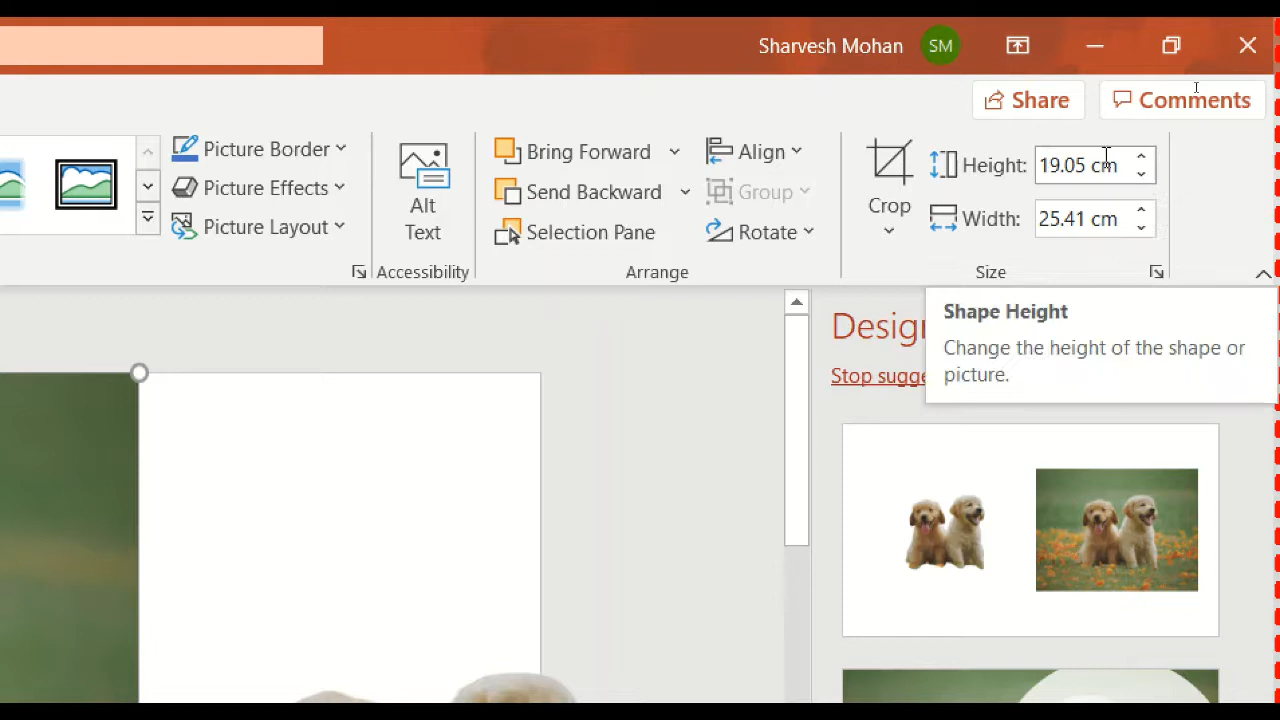 Sharvesh Mohan SM
Share Comments
Picture Border
Picture Effects
Picture Layout
Alt
Text
Accessibility
Bring Forward
Send Backward
Selection Pane
Align
Group
Rotate
Arrange
Crop
Height: 19.05 cm
Width: 25.41 cm
Size
Shape Height
Change the height of the shape or
picture.
Desig
Stop sugge